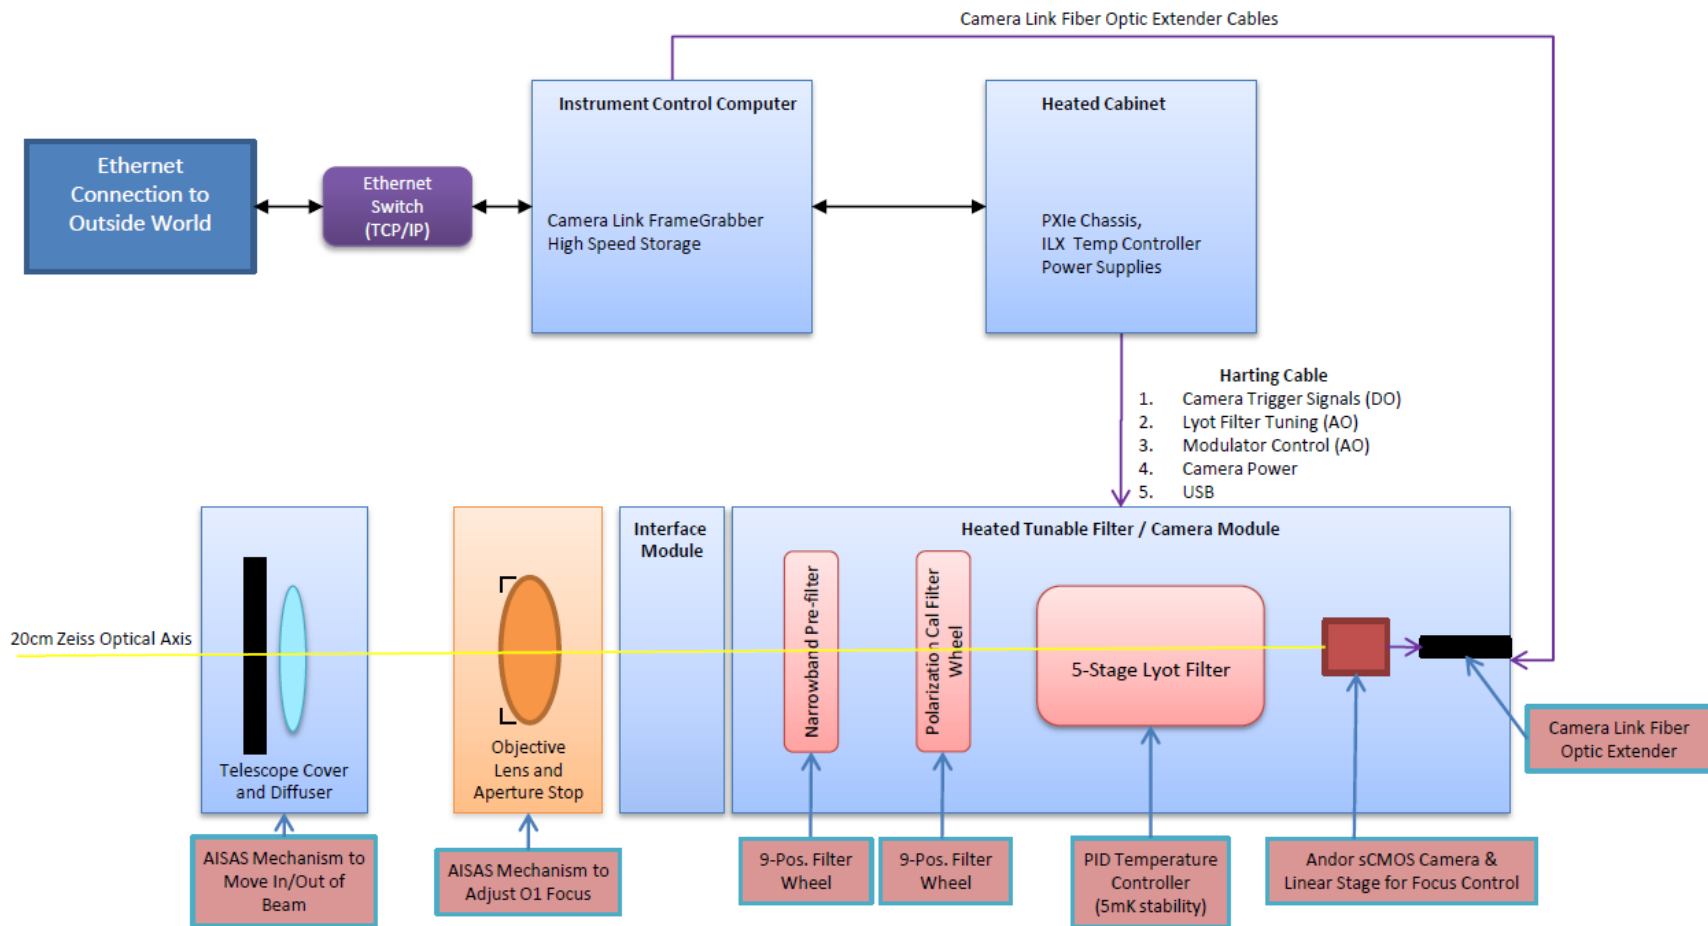 Camera Link Fiber Optic Extender Cables
Instrument Control Computer
Camera Link FrameGrabber
High Speed Storage
Heated Cabinet
PXIe Chassis,
ILX Temp Controller
Power Supplies
Ethernet
Connection to
Outside World
Ethernet
Switch
(TCP/IP)
Harting Cable
1. Camera Trigger Signals (DO)
2. Lyot Filter Tuning (AO)
3. Modulator Control (AO)
4. Camera Power
5. USB
20cm Zeiss Optical Axis
Telescope Cover
and Diffuser
Objective
Lens and
Aperture Stop
Interface
Module
Heated Tunable Filter / Camera Module
Narrowband Pre-filter
Polarization Cal Filter
Wheel
5-Stage Lyot Filter
Camera Link Fiber
Optic Extender
AISAS Mechanism to
Move In/Out of
Beam
AISAS Mechanism to
Adjust O1 Focus
9-Pos. Filter
Wheel
9-Pos. Filter
Wheel
PID Temperature
Controller
(5mK stability)
Andor sCMOS Camera &
Linear Stage for Focus Control